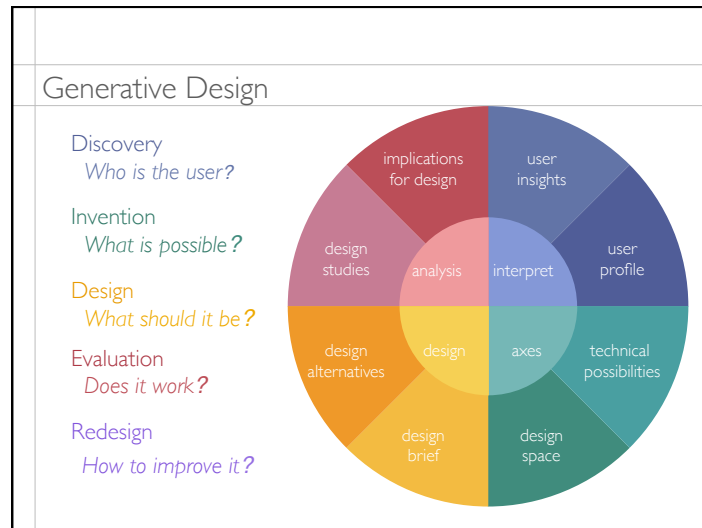 Generative Design
Discovery
Who is the user?
Invention
What is possible?
Design
What should it be?
Evaluation
Does it work?
Redesign
How to improve it?
implications
for design
user
insights
design
studies
analysis
interpret
user
profile
design
alternatives
design
axes
technical
possibilities
design
brief
design
space